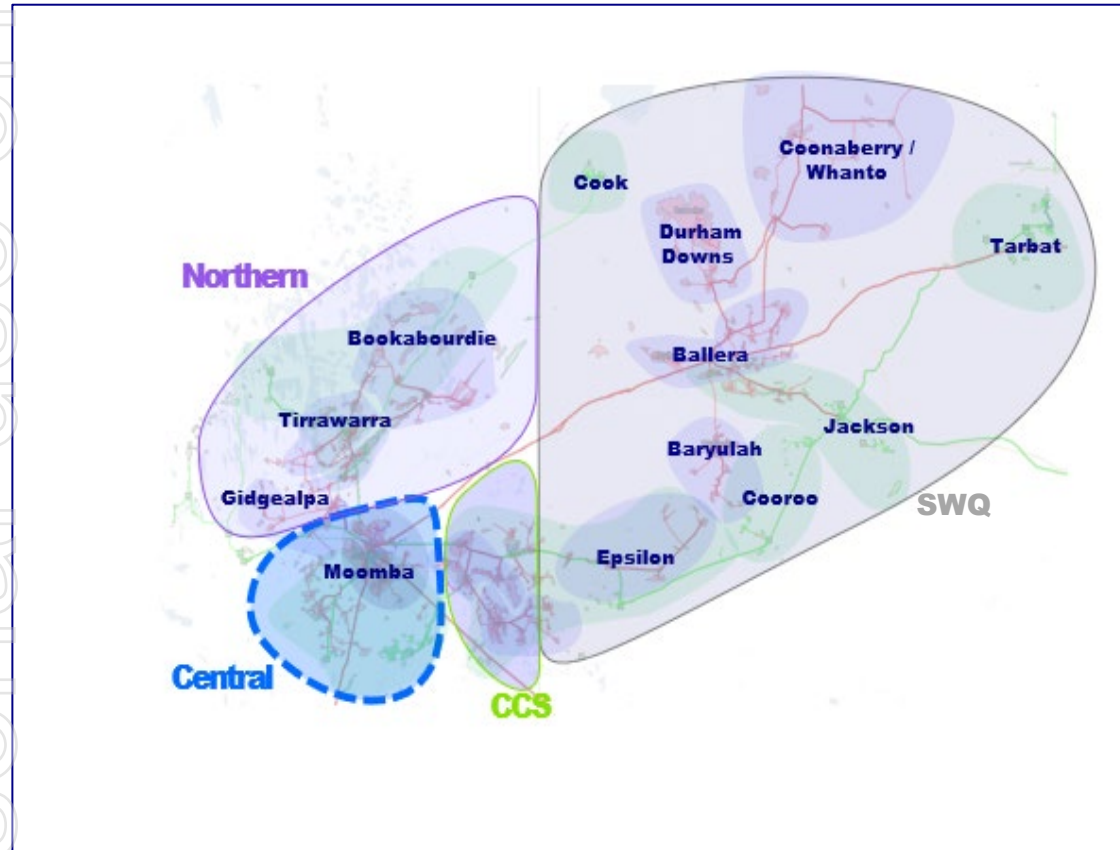 Coonaberry /
Whanto
Cook
Durham
Downs
Tarbat
Northern
Bookabourdie
Ballera
Tirrawarra
Jackson
Baryulah
Gidgealpa
Cooroo
SWQ
Epsilon
Moomba
Central
CCS